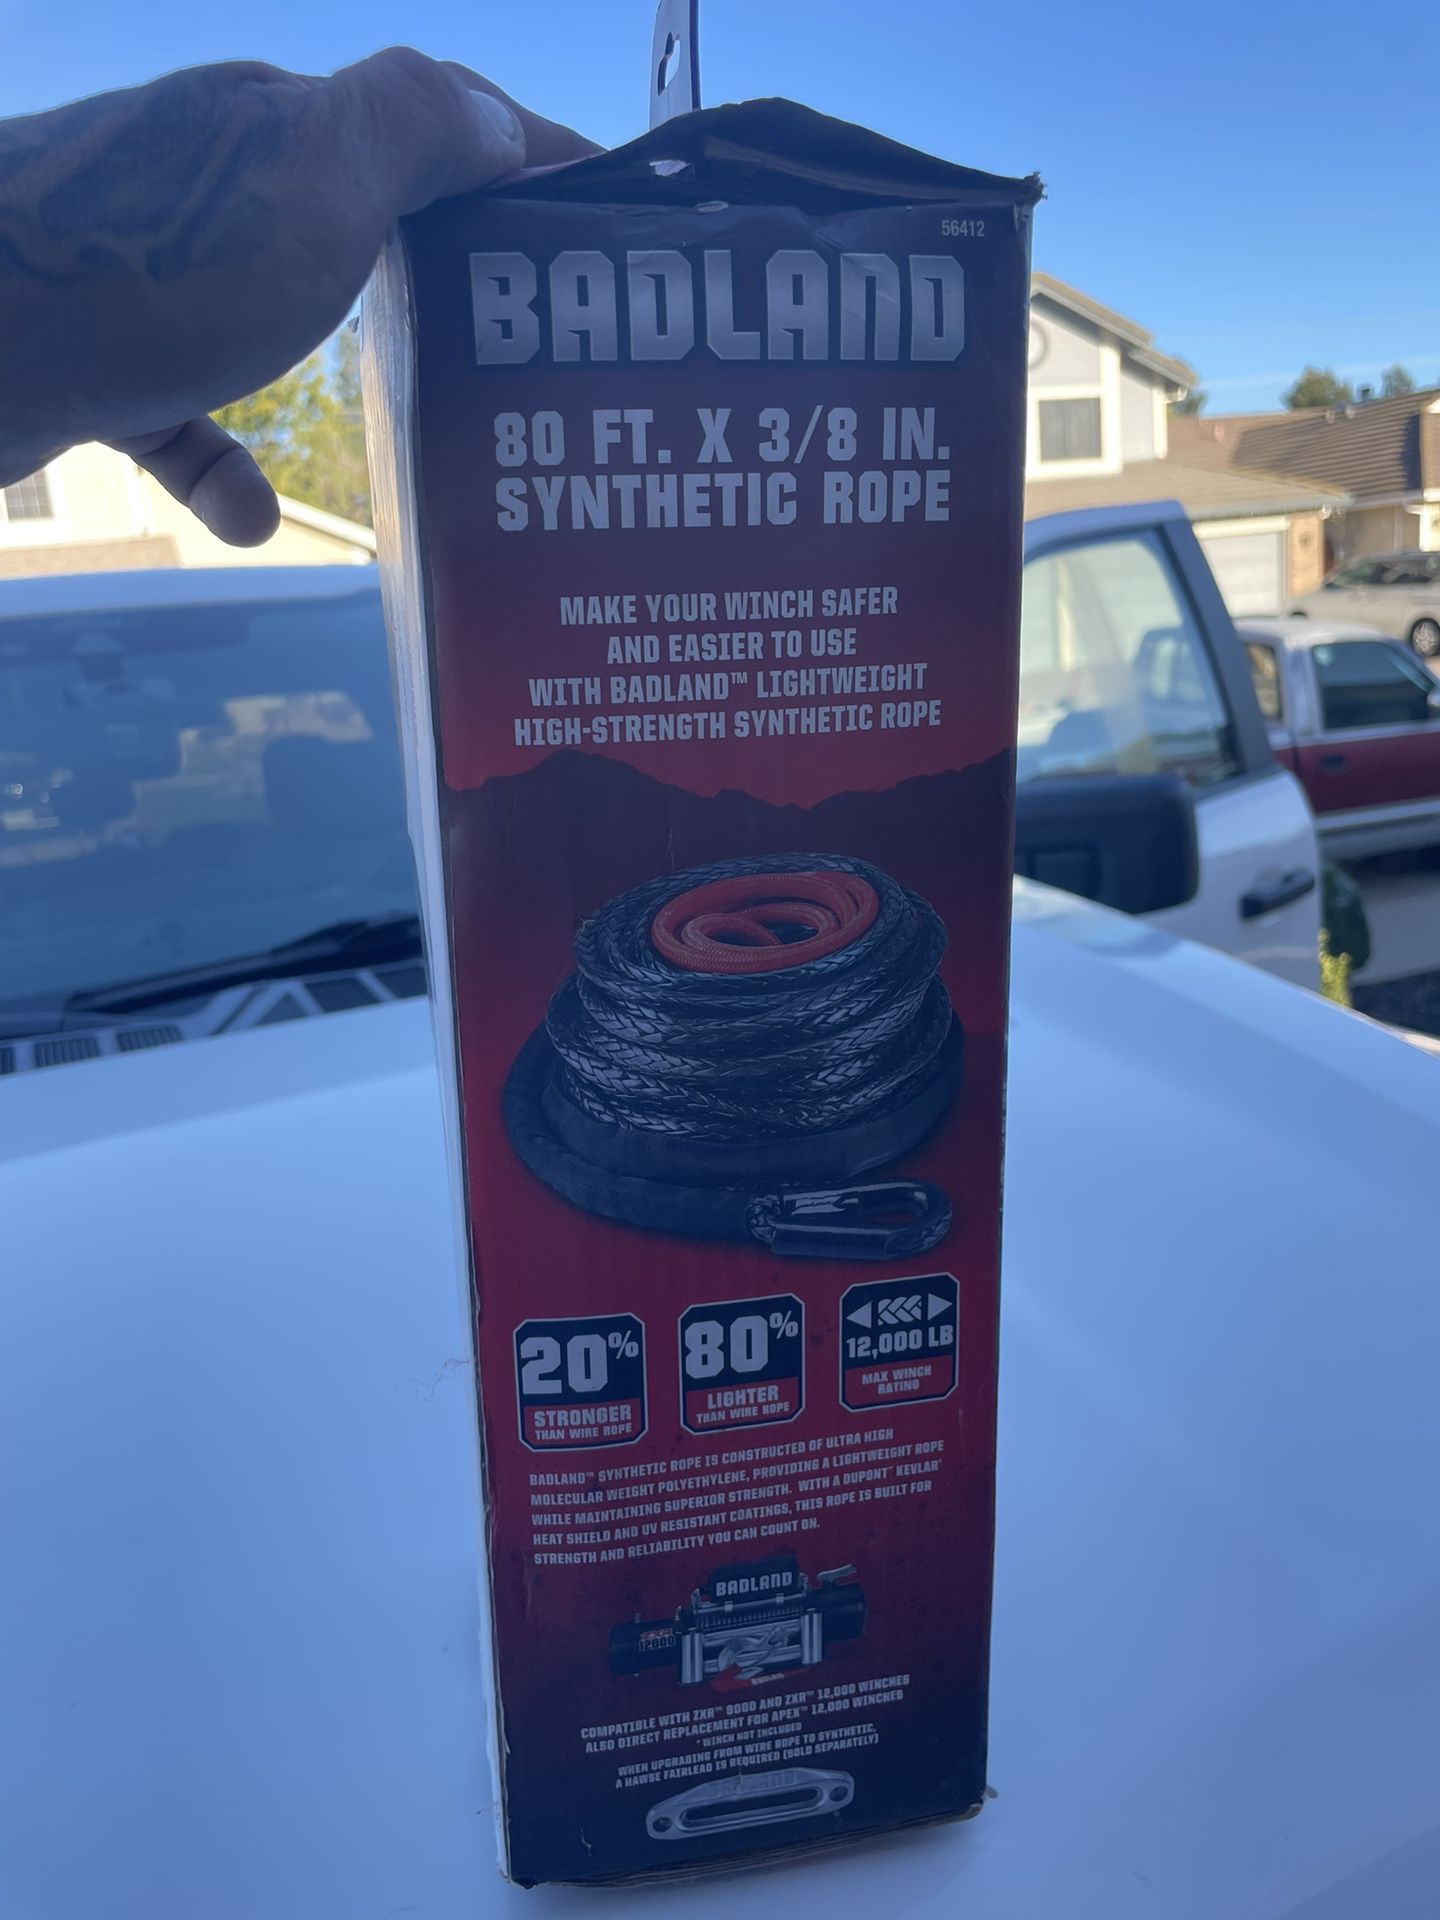 56412
BADLAND
80 FT. X 3/8 IN.
SYNTHETIC ROPE
MAKE YOUR WINCH SAFER
AND EASIER TO USE
WITH BADLAND™ LIGHTWEIGHT
HIGH-STRENGTH SYNTHETIC ROPE
20%
STRONGER
THAN WIRE ROPE
80%
LIGHTER
THAN WIRE ROPE
12,000 LB
MAX WINCH
RATING
BADLAND™ SYNTHETIC ROPE IS CONSTRUCTED OF ULTRA HIGH
MOLECULAR WEIGHT POLYETHYLENE, PROVIDING A LIGHTWEIGHT ROPE
WHILE MAINTAINING SUPERIOR STRENGTH. WITH A DUPONT™ KEVLAR®
HEAT SHIELD AND UV RESISTANT COATINGS, THIS ROPE IS BUILT FOR
STRENGTH AND RELIABILITY YOU CAN COUNT ON.
BADLAND
ZXR
12000
BADLAND
COMPATIBLE WITH ZXR™ 9000 AND ZXR™ 12,000 WINCHES
ALSO DIRECT REPLACEMENT FOR APEX™ 12,000 WINCHES
* WINCH NOT INCLUDED
WHEN UPGRADING FROM WIRE ROPE TO SYNTHETIC,
A HAWSE FAIRLEAD IS REQUIRED (SOLD SEPARATELY)
BADLAND